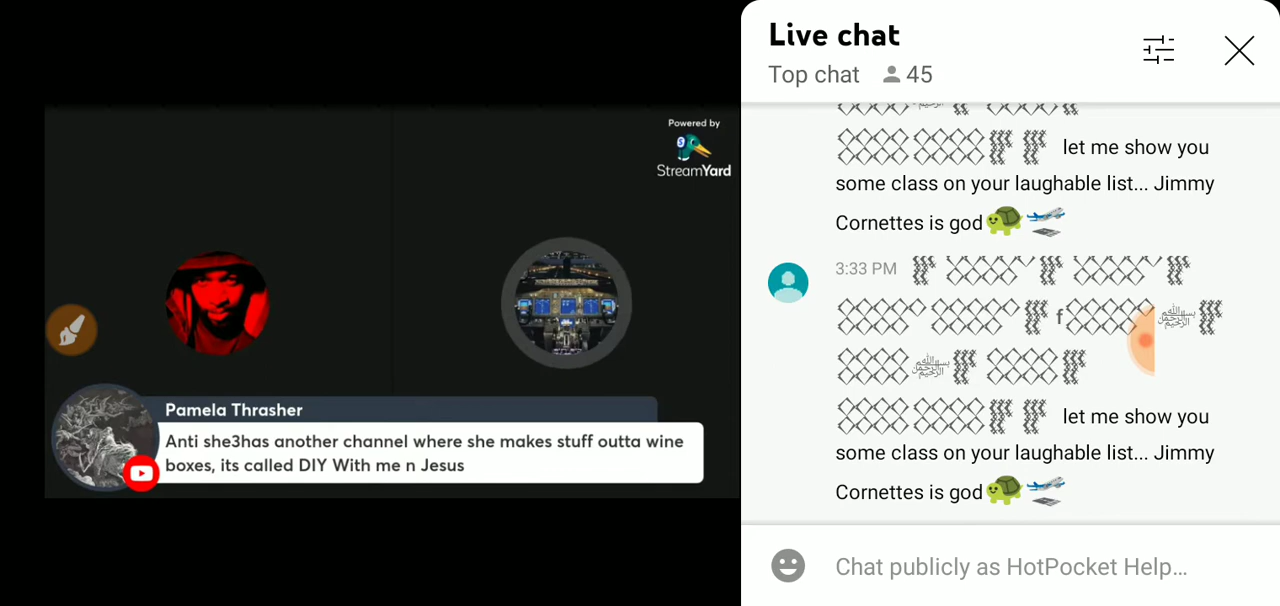 Powered by
StreamYard
Pamela Thrasher
Anti she3has another channel where she makes stuff outta wine
boxes, its called DIY With me n Jesus
Live chat
Top chat 45
let me show you
some class on your laughable list... Jimmy
Cornettes is god🐢🛬
3:33 PM
f ﷽
﷽
let me show you
some class on your laughable list... Jimmy
Cornettes is god🐢🛬
Chat publicly as HotPocket Help...